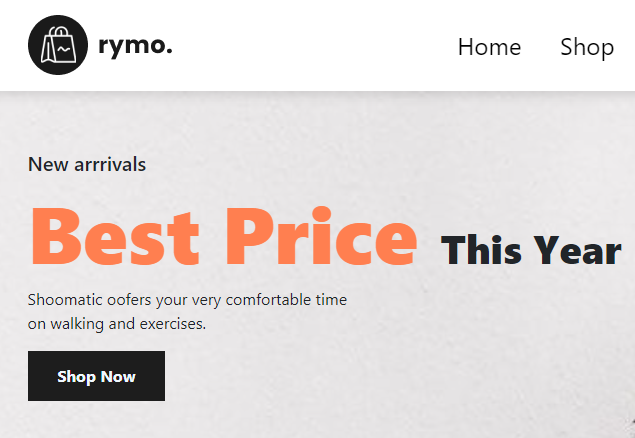 rymo.
Home Shop
New arrrivals
Best Price This Year
Shoomatic oofers your very comfortable time
on walking and exercises.
Shop Now